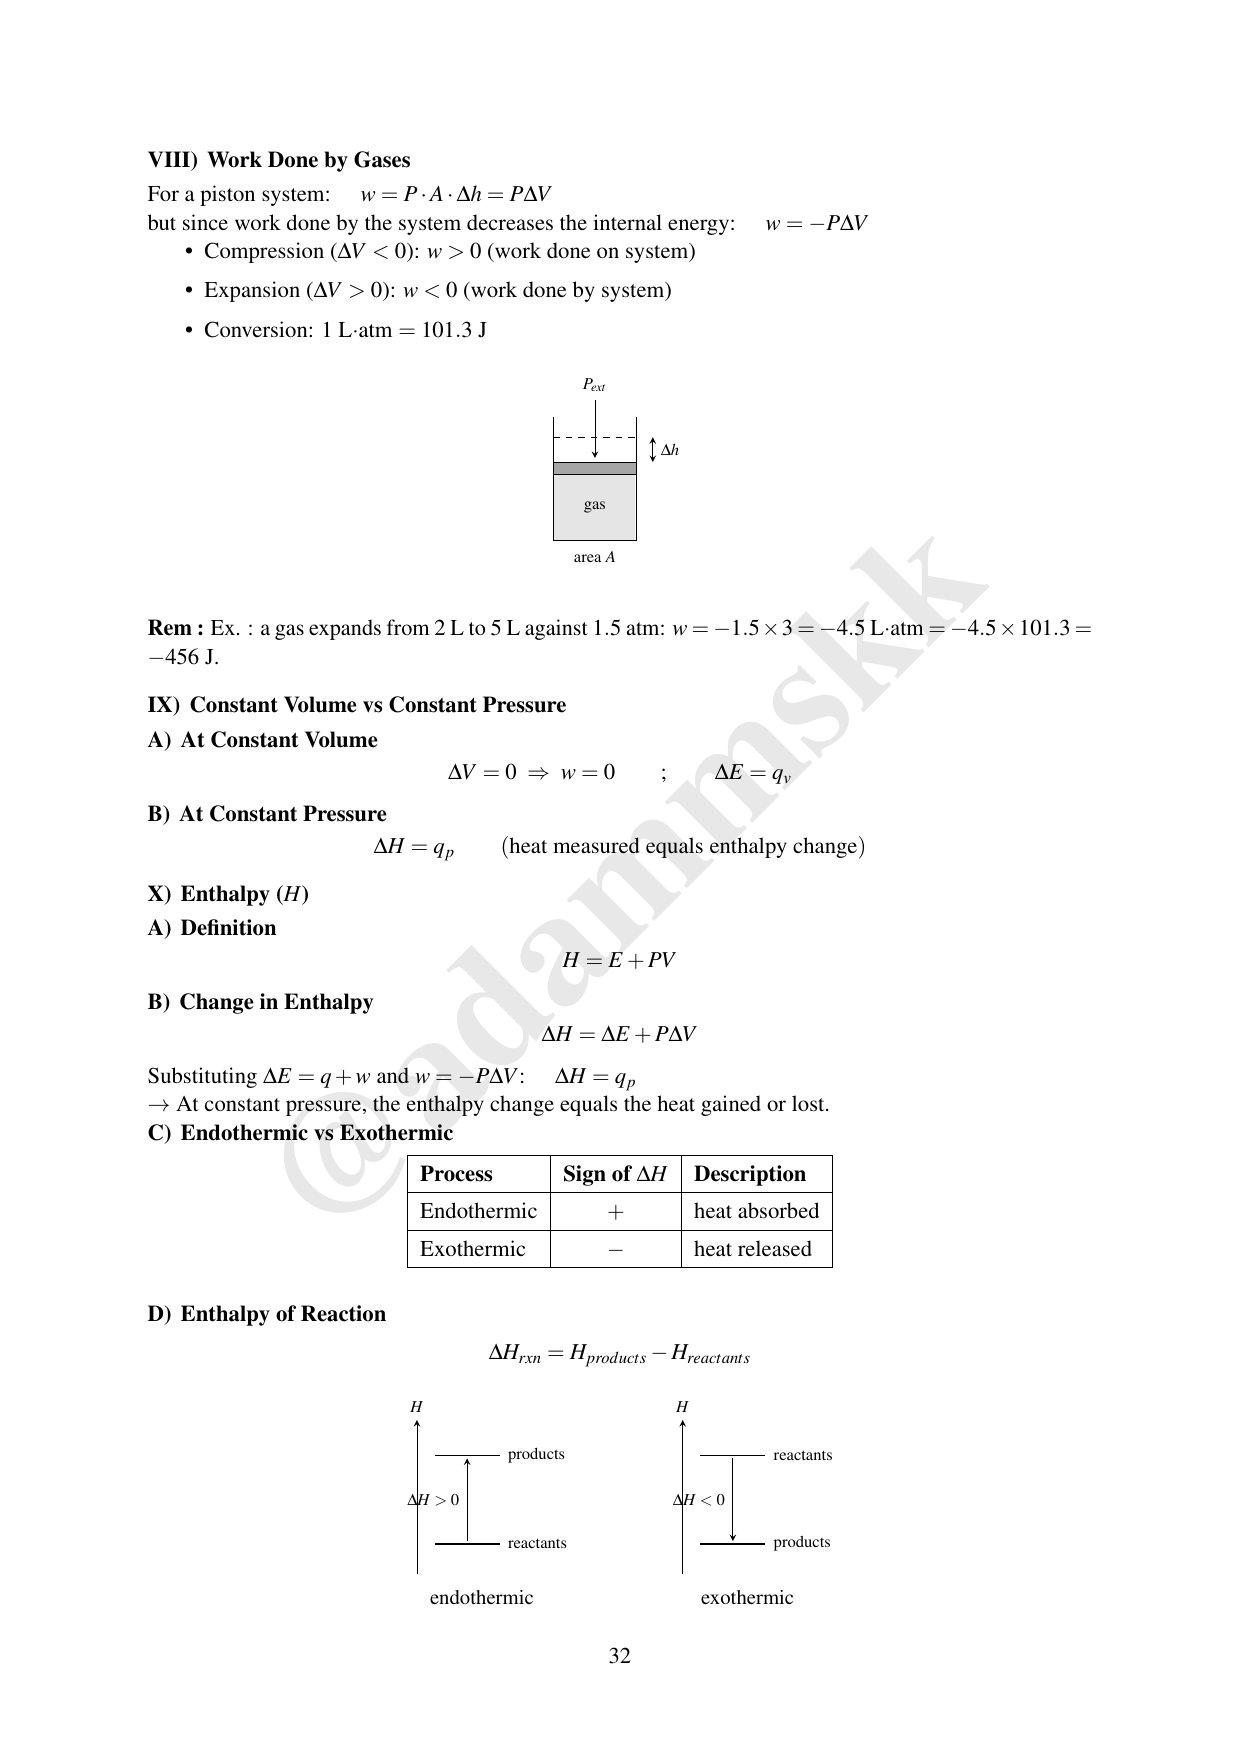 VIII) Work Done by Gases
For a piston system: w = P · A · Δh = PΔV
but since work done by the system decreases the internal energy: w = −PΔV
• Compression (ΔV < 0): w > 0 (work done on system)
• Expansion (ΔV > 0): w < 0 (work done by system)
• Conversion: 1 L·atm = 101.3 J
P_ext
Δh
gas
area A
Rem : Ex. : a gas expands from 2 L to 5 L against 1.5 atm: w = −1.5 × 3 = −4.5 L·atm = −4.5 × 101.3 =
−456 J.
IX) Constant Volume vs Constant Pressure
A) At Constant Volume
ΔV = 0 ⇒ w = 0 ; ΔE = q_v
B) At Constant Pressure
ΔH = q_p (heat measured equals enthalpy change)
X) Enthalpy (H)
A) Definition
H = E + PV
B) Change in Enthalpy
ΔH = ΔE + PΔV
Substituting ΔE = q + w and w = −PΔV: ΔH = q_p
→ At constant pressure, the enthalpy change equals the heat gained or lost.
C) Endothermic vs Exothermic
Process Sign of ΔH Description
Endothermic + heat absorbed
Exothermic − heat released
D) Enthalpy of Reaction
ΔH_rxn = H_products − H_reactants
H
products
ΔH > 0
reactants
endothermic
H
reactants
ΔH < 0
products
exothermic
32
@adammskk